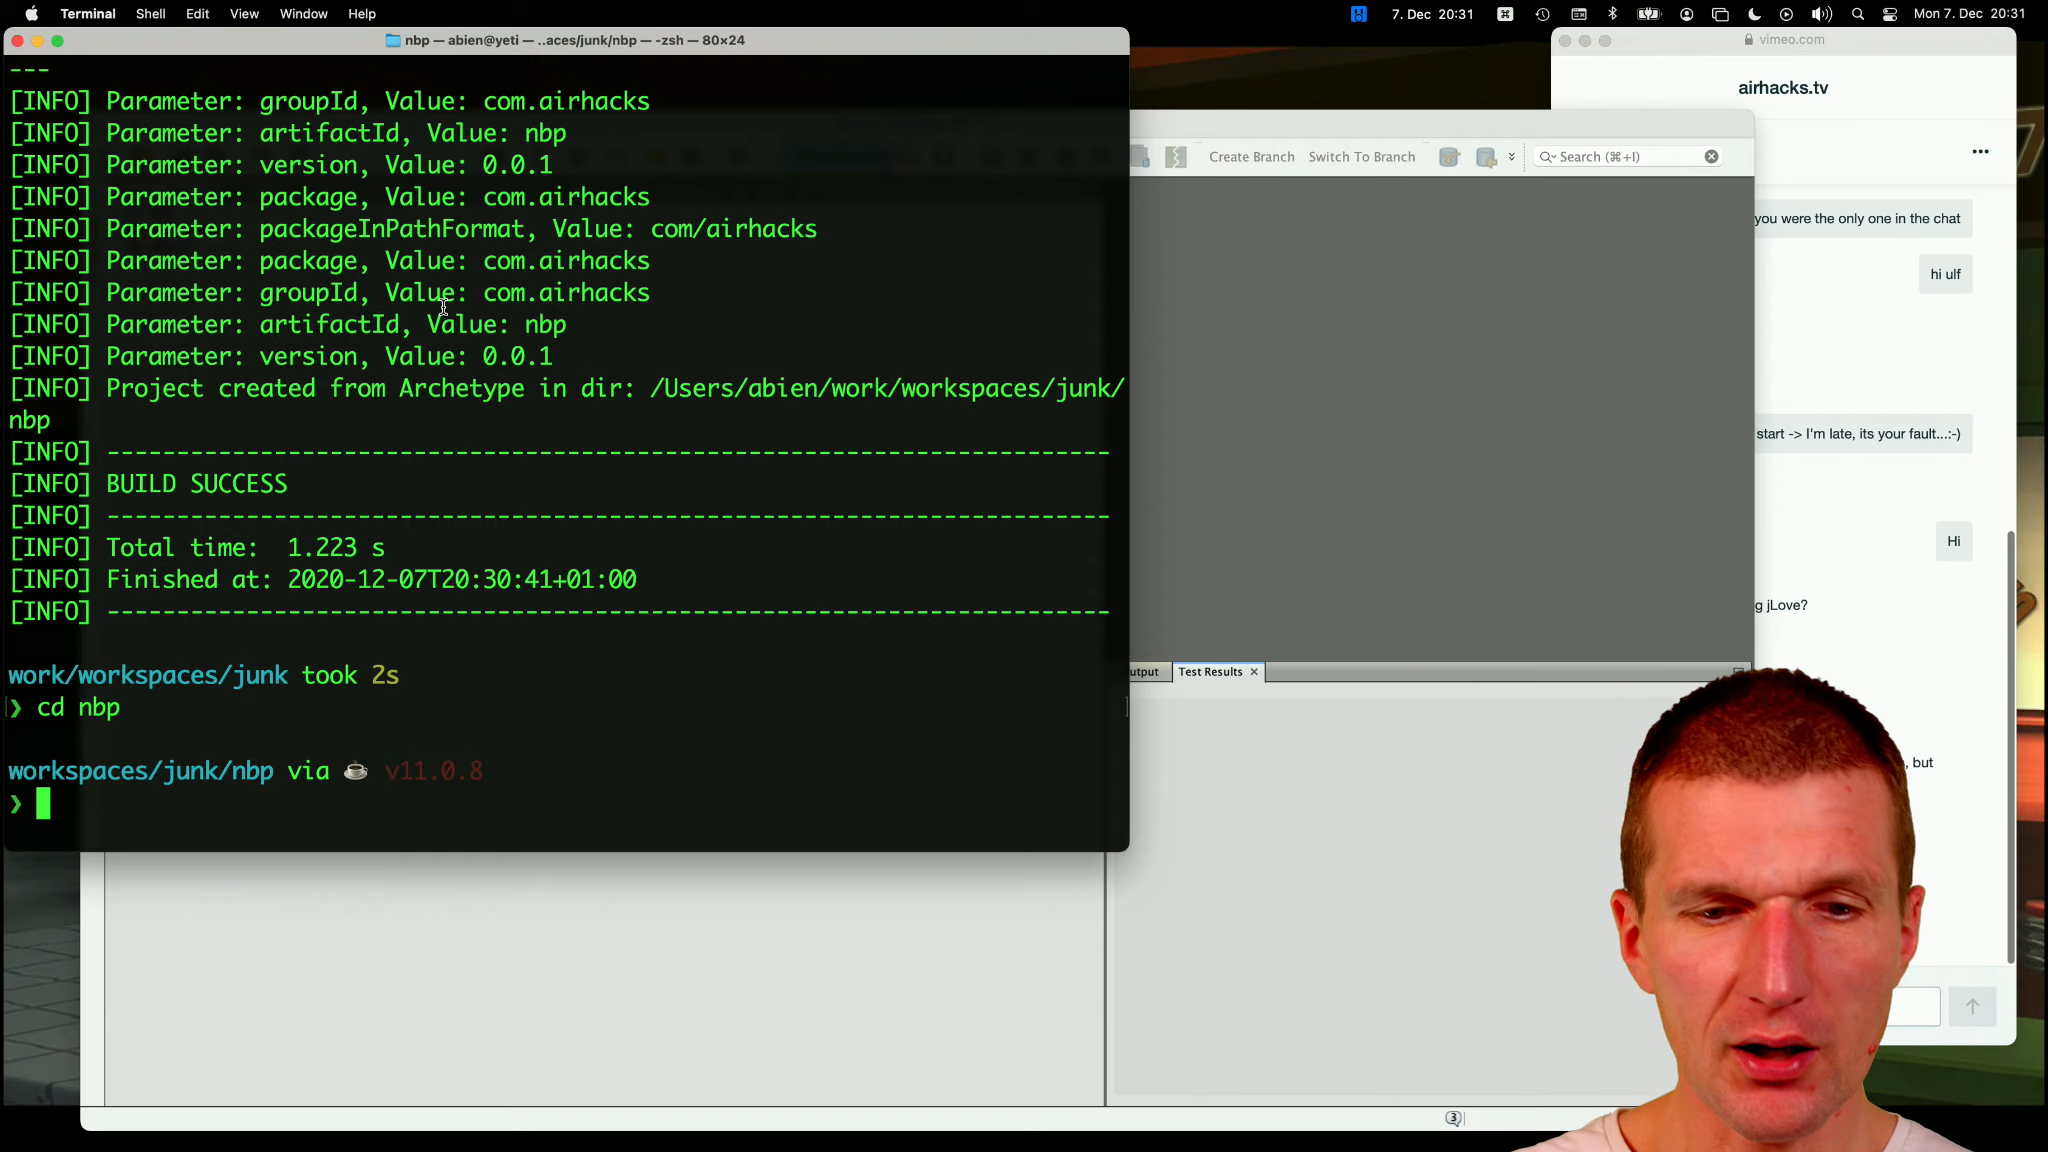 Terminal Shell Edit View Window Help
7. Dec 20:31 Mon 7. Dec 20:31
nbp — abien@yeti — ..aces/junk/nbp — -zsh — 80×24
---
[INFO] Parameter: groupId, Value: com.airhacks
[INFO] Parameter: artifactId, Value: nbp
[INFO] Parameter: version, Value: 0.0.1
[INFO] Parameter: package, Value: com.airhacks
[INFO] Parameter: packageInPathFormat, Value: com/airhacks
[INFO] Parameter: package, Value: com.airhacks
[INFO] Parameter: groupId, Value: com.airhacks
[INFO] Parameter: artifactId, Value: nbp
[INFO] Parameter: version, Value: 0.0.1
[INFO] Project created from Archetype in dir: /Users/abien/work/workspaces/junk/
nbp
[INFO] ------------------------------------------------------------------------
[INFO] BUILD SUCCESS
[INFO] ------------------------------------------------------------------------
[INFO] Total time:  1.223 s
[INFO] Finished at: 2020-12-07T20:30:41+01:00
[INFO] ------------------------------------------------------------------------
work/workspaces/junk took 2s
❯ cd nbp
workspaces/junk/nbp via ☕ v11.0.8
❯
Create Branch Switch To Branch Search (⌘+I)
utput Test Results
3
vimeo.com
airhacks.tv
you were the only one in the chat
hi ulf
start -> I'm late, its your fault...:-)
Hi
g jLove?
, but